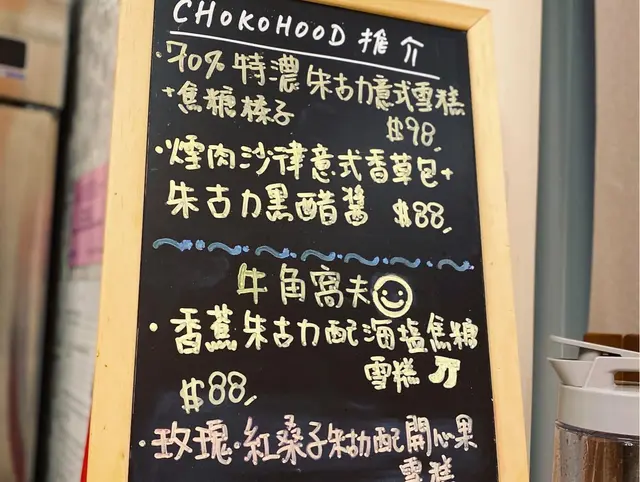 CHOKOHOOD 推介
·70% 特濃朱古力意式雪糕
+焦糖榛子 $98
·煙肉沙律意式香草包+
朱古力黑醋醬 $88
牛角窩夫
·香蕉朱古力配海塩焦糖
雪糕
$88
·玫瑰·紅桑子朱古力配開心果
雪糕